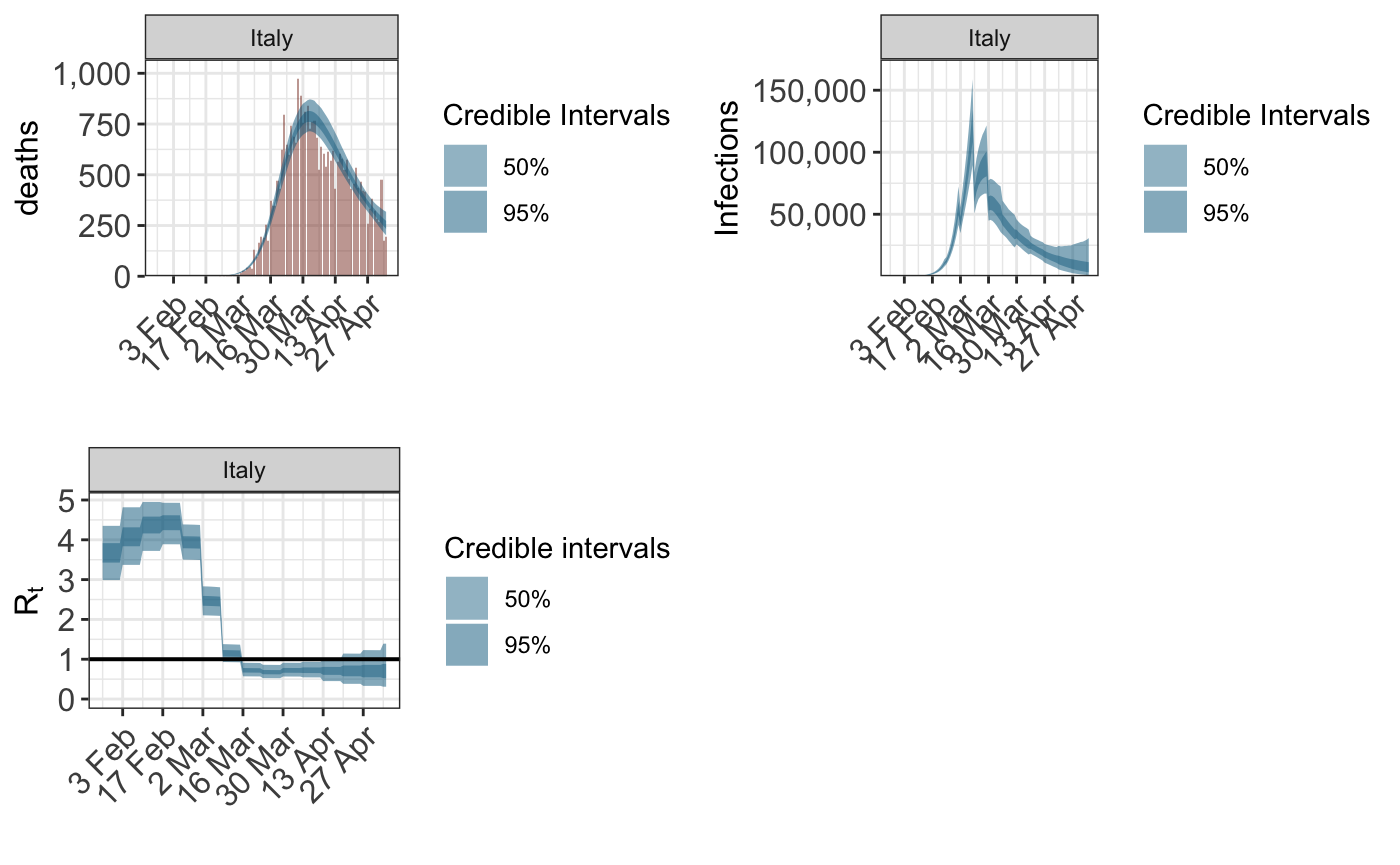 Italy
1,000
750
500
250
0
deaths
3 Feb
17 Feb
2 Mar
16 Mar
30 Mar
13 Apr
27 Apr
Credible Intervals
50%
95%
Italy
150,000
100,000
50,000
Infections
3 Feb
17 Feb
2 Mar
16 Mar
30 Mar
13 Apr
27 Apr
Credible Intervals
50%
95%
Italy
5
4
3
2
1
0
Rt
3 Feb
17 Feb
2 Mar
16 Mar
30 Mar
13 Apr
27 Apr
Credible intervals
50%
95%